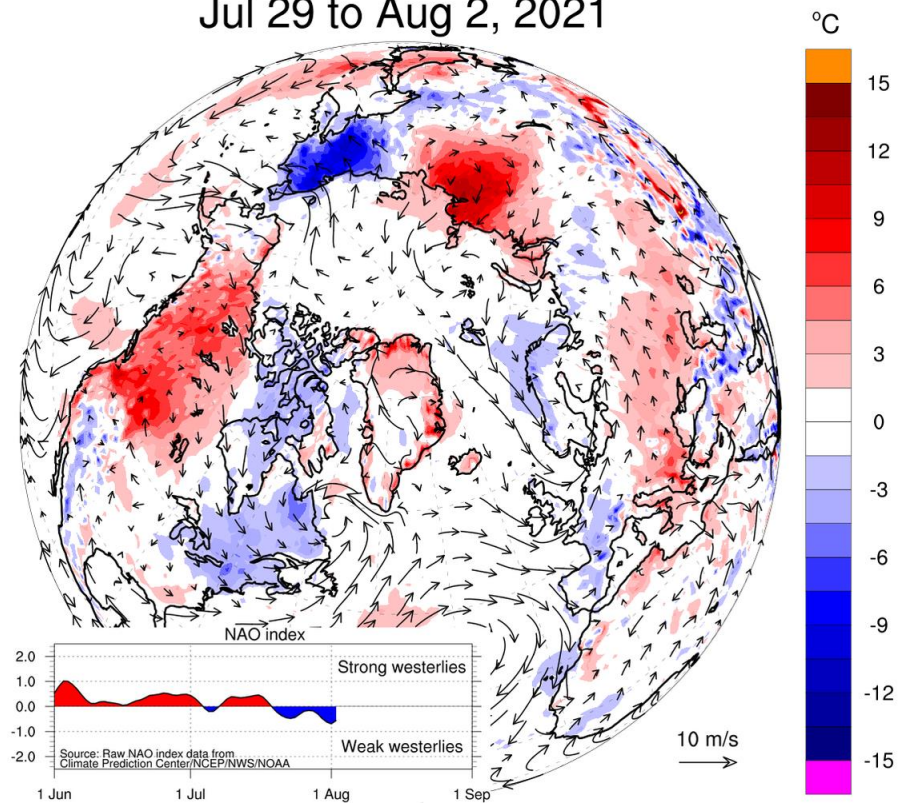 Jul 29 to Aug 2, 2021
°C
15
12
9
6
3
0
-3
-6
-9
-12
-15
10 m/s
NAO index
2.0
1.0
0.0
-1.0
-2.0
Strong westerlies
Weak westerlies
Source: Raw NAO index data from
Climate Prediction Center/NCEP/NWS/NOAA
1 Jun
1 Jul
1 Aug
1 Sep